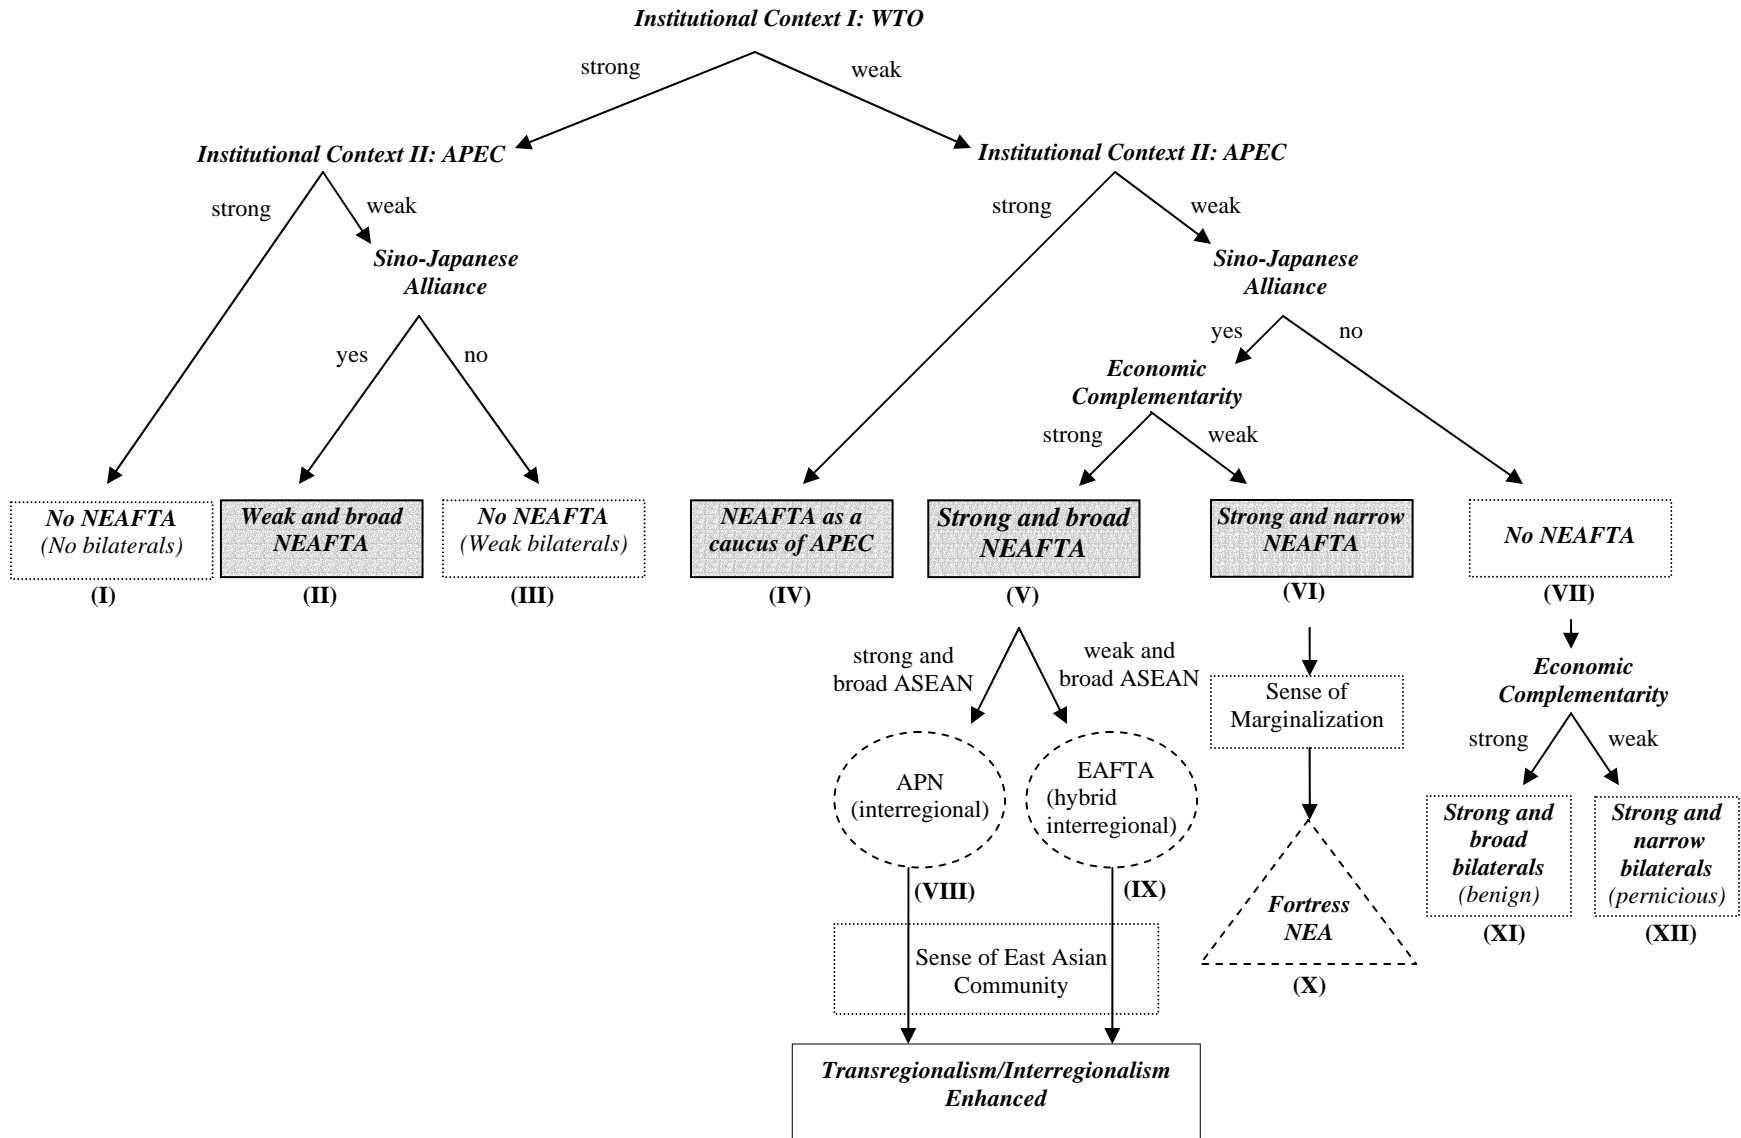 Institutional Context I: WTO
strong
weak
Institutional Context II: APEC
Institutional Context II: APEC
strong
weak
strong
weak
Sino-Japanese
Alliance
Sino-Japanese
Alliance
yes
no
yes
no
Economic
Complementarity
strong
weak
No NEAFTA
(No bilaterals)
(I)
Weak and broad
NEAFTA
(II)
No NEAFTA
(Weak bilaterals)
(III)
NEAFTA as a
caucus of APEC
(IV)
Strong and broad
NEAFTA
(V)
Strong and narrow
NEAFTA
(VI)
No NEAFTA
(VII)
strong and
broad ASEAN
weak and
broad ASEAN
Sense of
Marginalization
Economic
Complementarity
strong
weak
APN
(interregional)
(VIII)
EAFTA
(hybrid
interregional)
(IX)
Fortress
NEA
(X)
Strong and
broad
bilaterals
(benign)
(XI)
Strong and
narrow
bilaterals
(pernicious)
(XII)
Sense of East Asian
Community
Transregionalism/Interregionalism
Enhanced